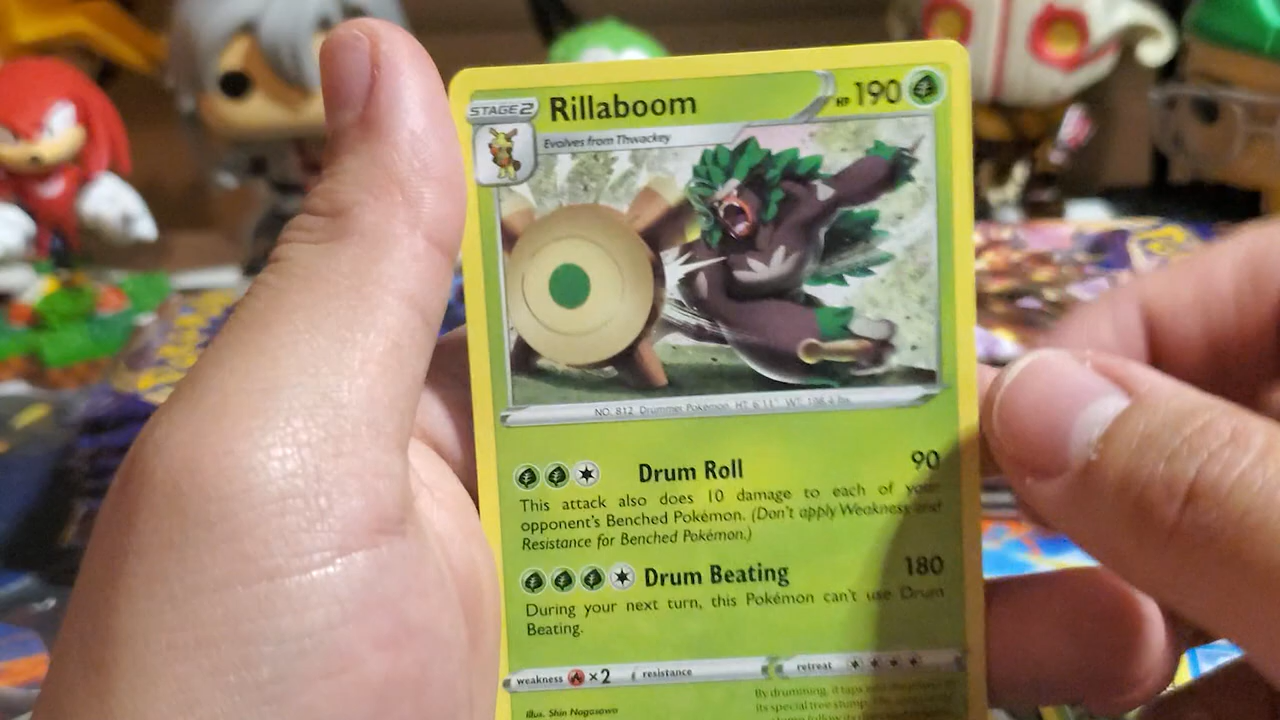 STAGE 2 Rillaboom HP 190
Evolves from Thwackey
NO. 812 Drummer Pokémon HT: 6'11" WT: 198.4 lbs
Drum Roll 90
This attack also does 10 damage to each of your
opponent's Benched Pokémon. (Don't apply Weakness and
Resistance for Benched Pokémon.)
Drum Beating 180
During your next turn, this Pokémon can't use Drum
Beating.
weakness ×2 resistance retreat
By drumming, it taps into the power of
illus. Shin Nagasawa
its special tree stump.